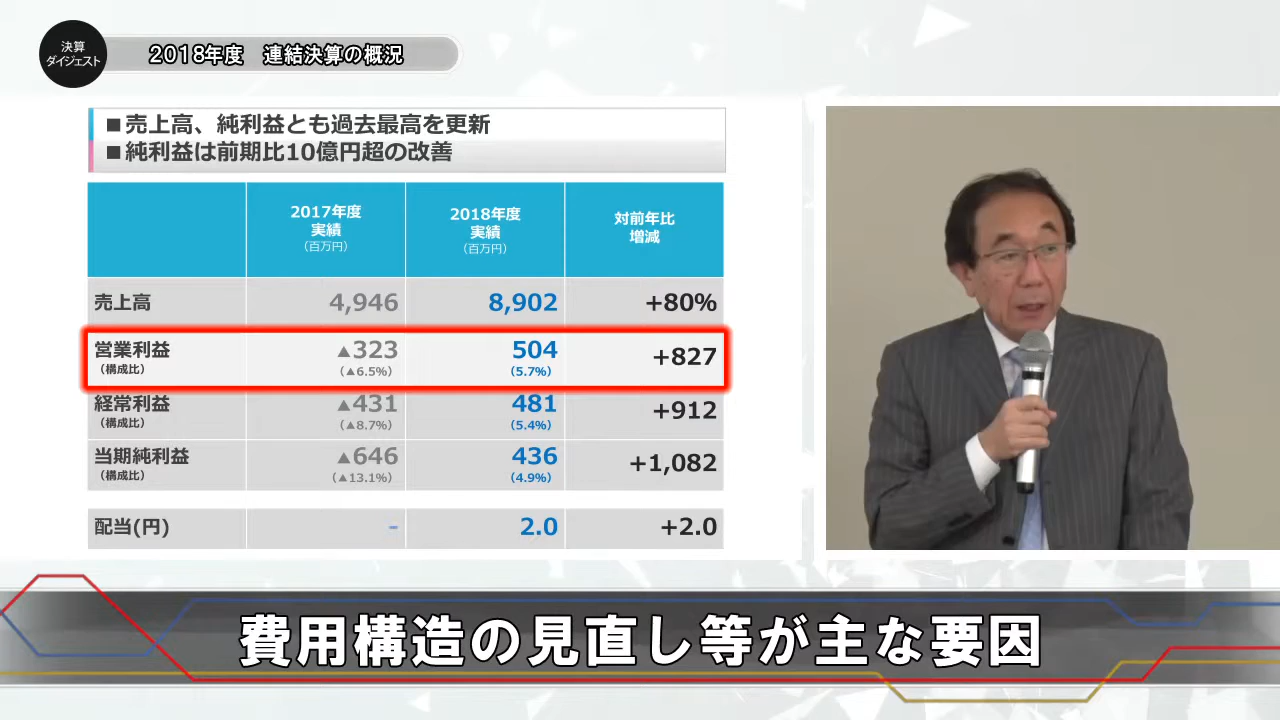 決算
ダイジェスト
2018年度 連結決算の概況
■売上高、純利益とも過去最高を更新
■純利益は前期比10億円超の改善
2017年度
実績
（百万円）
2018年度
実績
（百万円）
対前年比
増減
売上高 4,946 8,902 +80%
営業利益 ▲323 504 +827
（構成比） （▲6.5%） （5.7%）
経常利益 ▲431 481 +912
（構成比） （▲8.7%） （5.4%）
当期純利益 ▲646 436 +1,082
（構成比） （▲13.1%） （4.9%）
配当(円) - 2.0 +2.0
費用構造の見直し等が主な要因